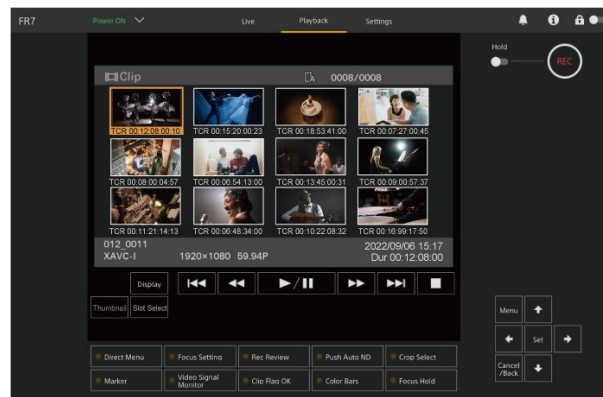 FR7
Power ON
Live
Playback
Settings
Hold
REC
Clip
0008/0008
TCR 00:12:08:00:10
TCR 00:15:20:00:23
TCR 00:18:53:41:00
TCR 00:07:27:00:45
TCR 00:08:00:04:57
TCR 00:06:54:13:00
TCR 00:13:45:00:31
TCR 00:09:00:57:37
TCR 00:11:21:14:13
TCR 00:06:48:34:00
TCR 00:10:22:08:32
TCR 00:16:99:17:50
012_0011
2022/09/06 15:17
XAVC-I
1920×1080 59.94P
Dur 00:12:08:00
Display
Thumbnail
Slot Select
Menu
Set
Cancel
/Back
Direct Menu
Focus Setting
Rec Review
Push Auto ND
Crop Select
Marker
Video Signal
Monitor
Clip Flag OK
Color Bars
Focus Hold